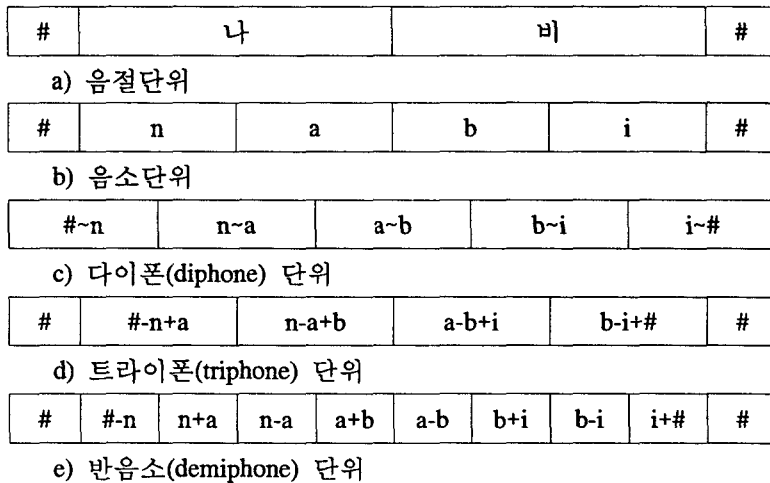 # 나 비 #
a) 음절단위
# n a b i #
b) 음소단위
#~n n~a a~b b~i i~#
c) 다이폰(diphone) 단위
# #-n+a n-a+b a-b+i b-i+# #
d) 트라이폰(triphone) 단위
# #-n n+a n-a a+b a-b b+i b-i i+# #
e) 반음소(demiphone) 단위